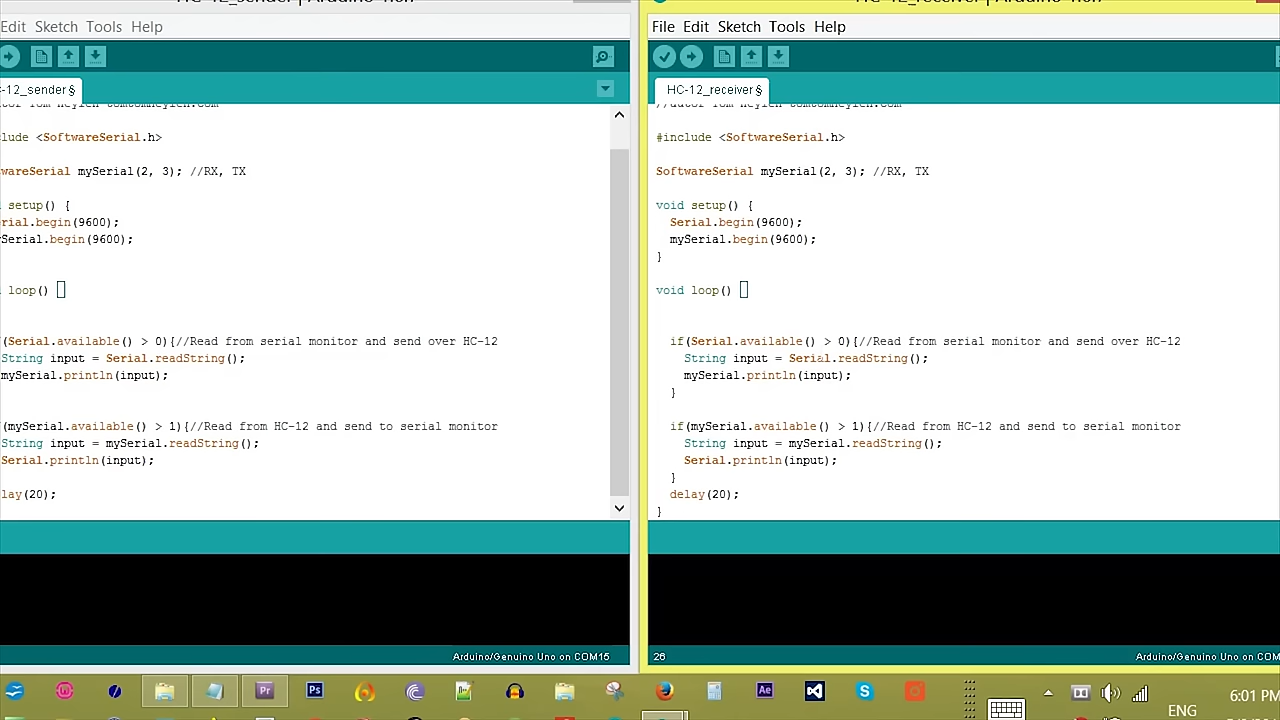 Edit Sketch Tools Help
-12_sender §
clude <SoftwareSerial.h>
wareSerial mySerial(2, 3); //RX, TX
setup() {
rial.begin(9600);
ySerial.begin(9600);
loop()
(Serial.available() > 0){//Read from serial monitor and send over HC-12
String input = Serial.readString();
mySerial.println(input);
(mySerial.available() > 1){//Read from HC-12 and send to serial monitor
String input = mySerial.readString();
Serial.println(input);
lay(20);
Arduino/Genuino Uno on COM15
File Edit Sketch Tools Help
HC-12_receiver §
#include <SoftwareSerial.h>
SoftwareSerial mySerial(2, 3); //RX, TX
void setup() {
Serial.begin(9600);
mySerial.begin(9600);
}
void loop()
if(Serial.available() > 0){//Read from serial monitor and send over HC-12
String input = Serial.readString();
mySerial.println(input);
}
if(mySerial.available() > 1){//Read from HC-12 and send to serial monitor
String input = mySerial.readString();
Serial.println(input);
}
delay(20);
}
26
Arduino/Genuino Uno on COM
Pr
Ps
Ae
6:01 PM
ENG